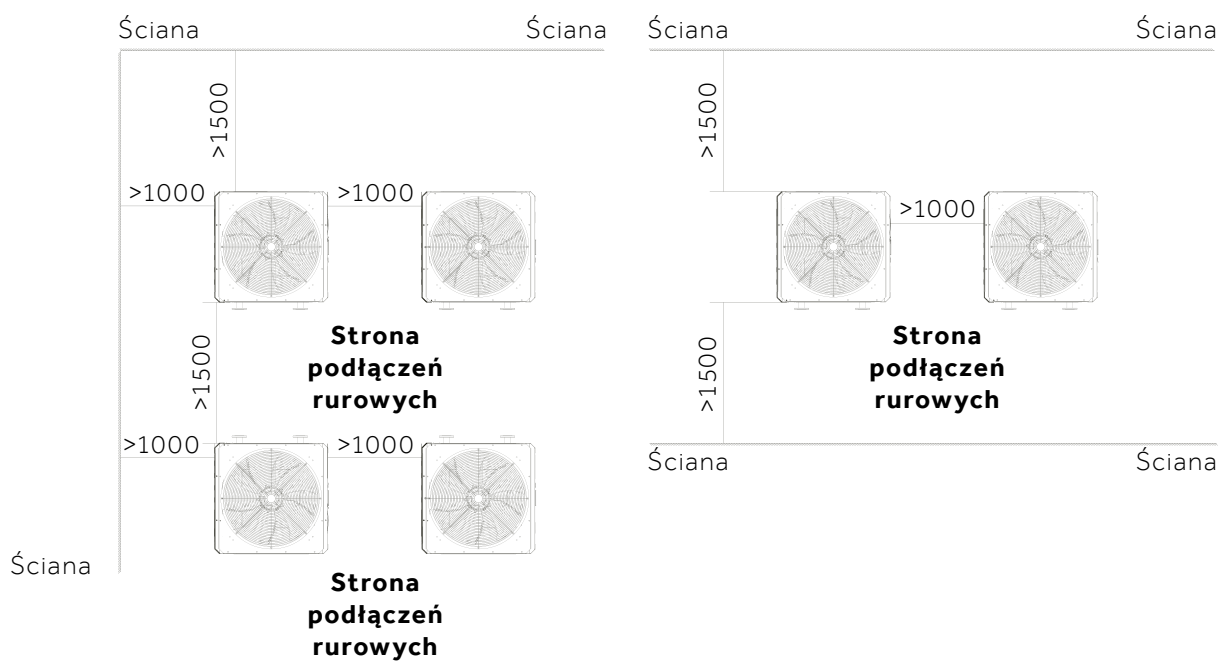 Ściana
Ściana
>1500
>1000
>1000
Strona
podłączeń
rurowych
>1500
>1000
>1000
Ściana
Strona
podłączeń
rurowych
Ściana
Ściana
>1500
>1000
Strona
podłączeń
rurowych
>1500
Ściana
Ściana